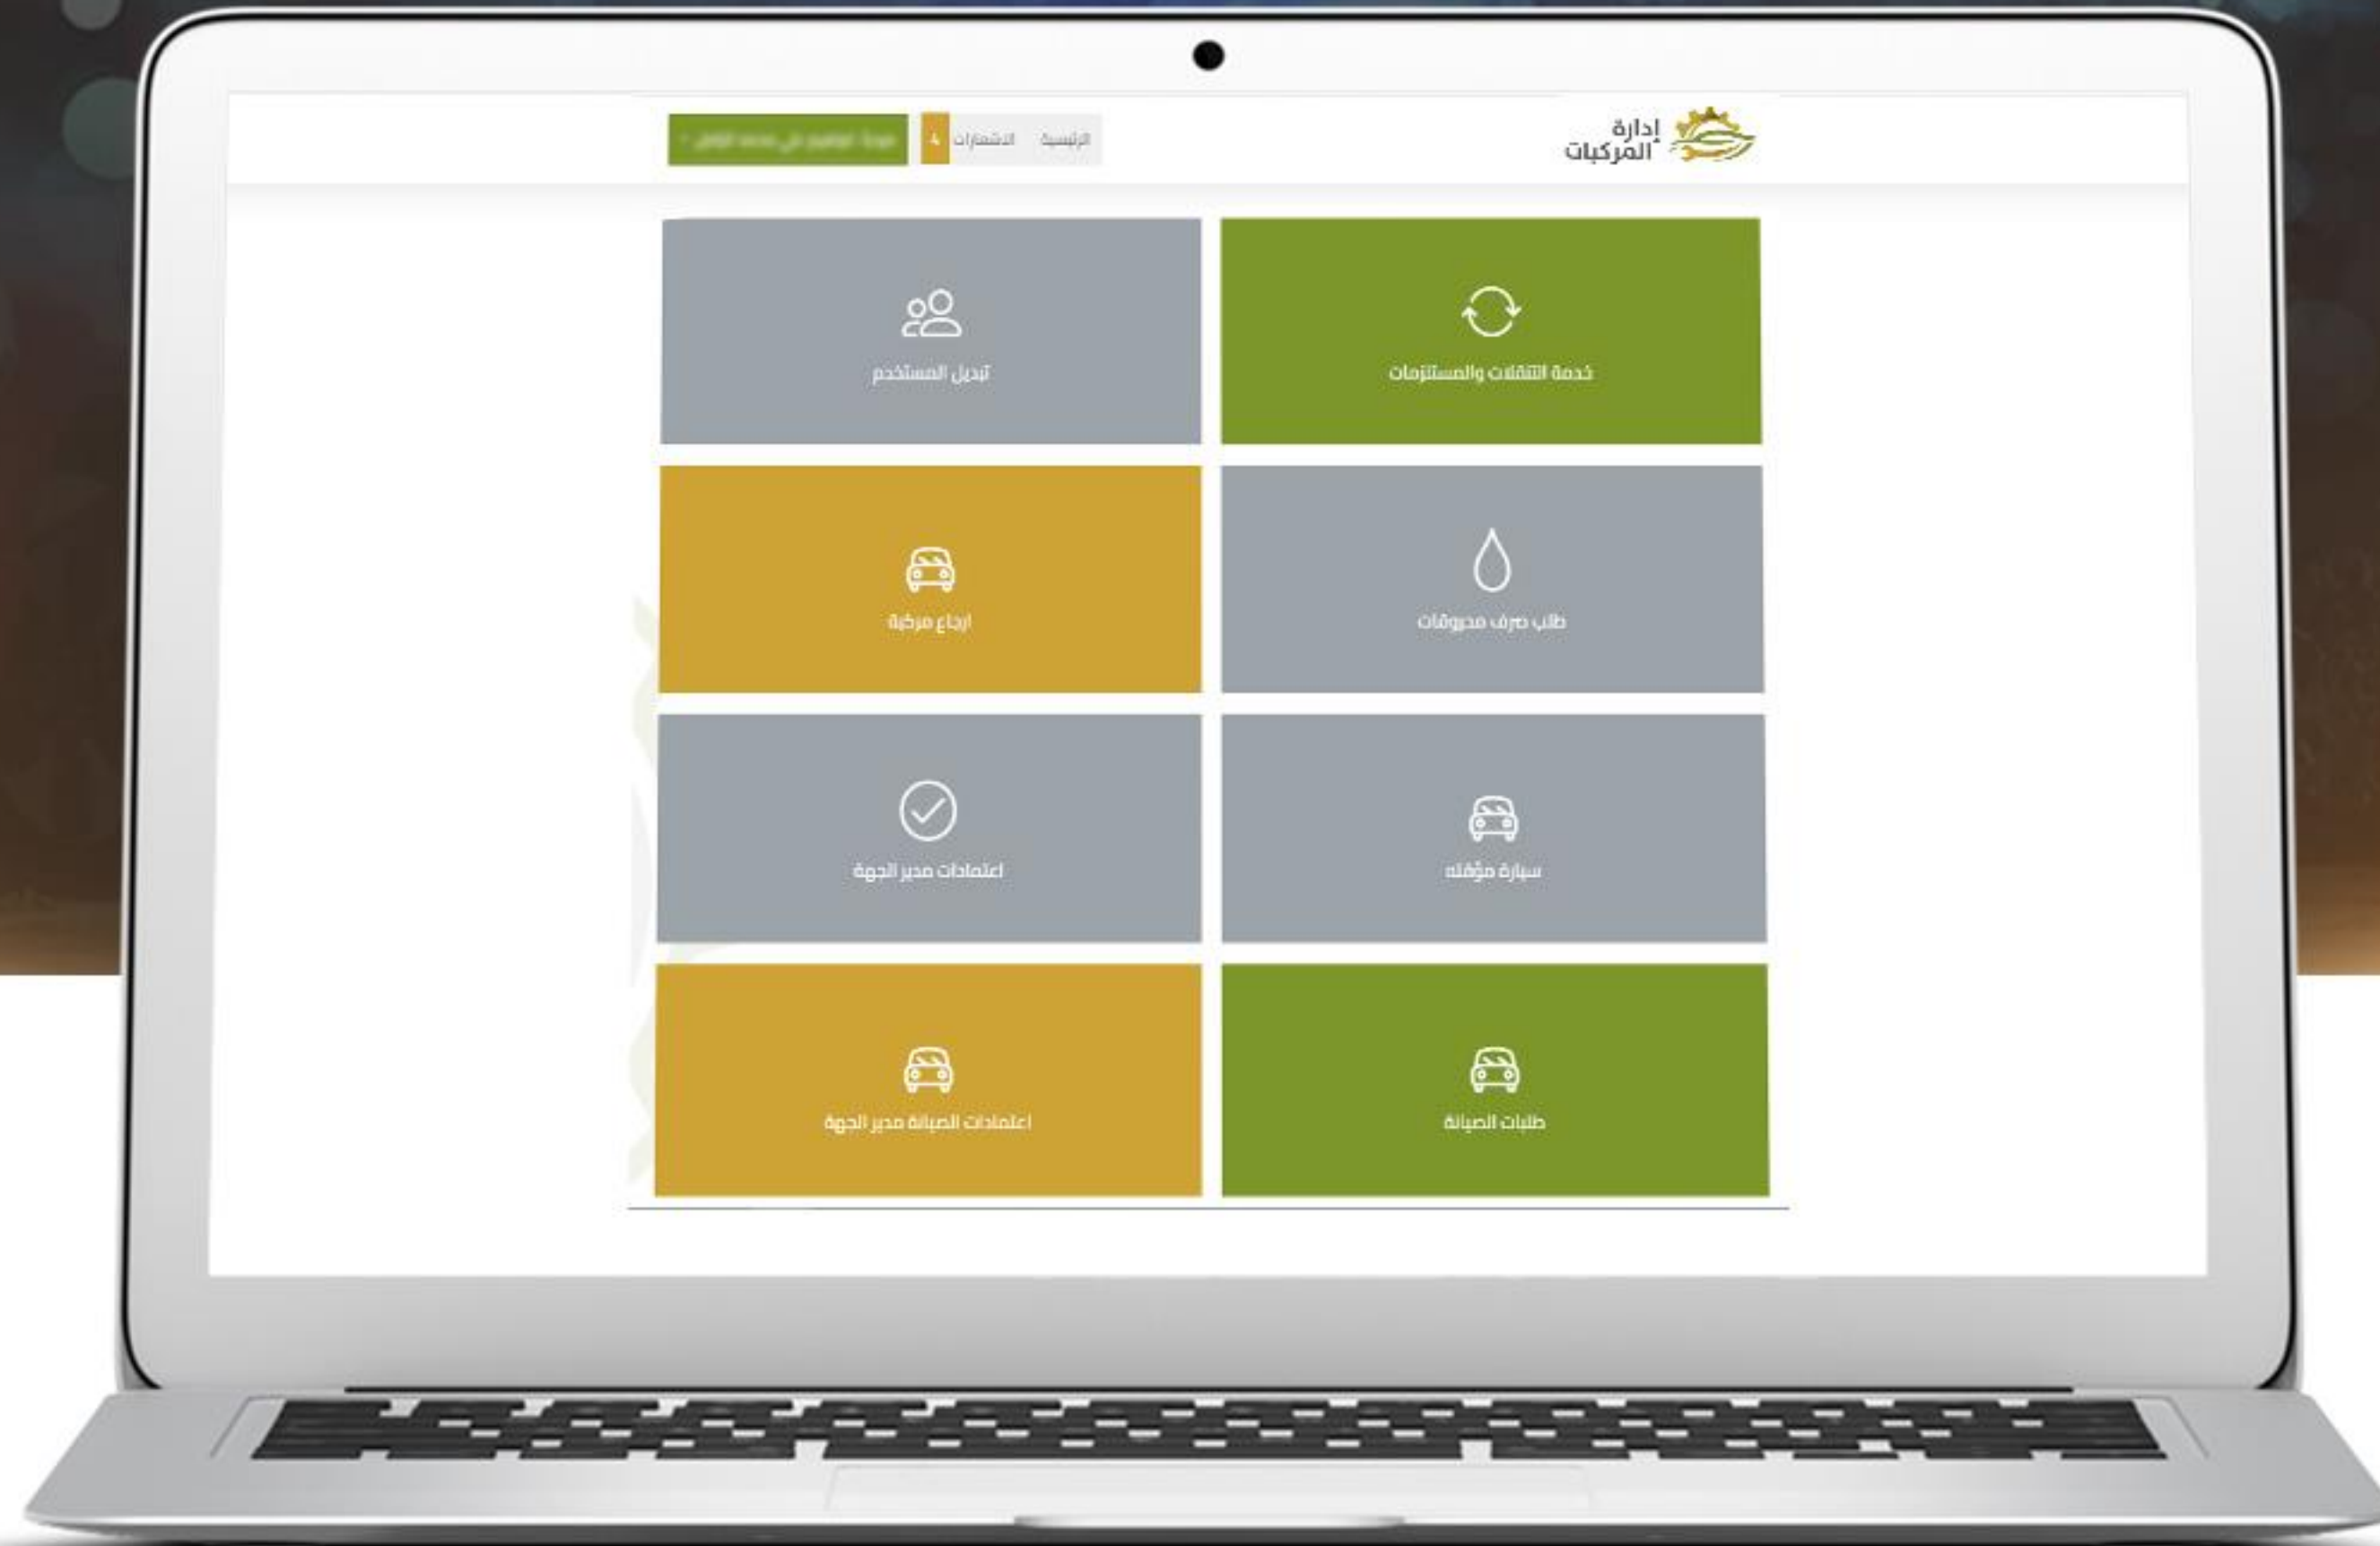 إدارة
المركبات
الرئيسية
الاشعارات 4
خدمة التنقلات والمستلزمات
تبديل المستخدم
طلب صرف محروقات
ارجاع مركبة
سيارة مؤقته
اعتمادات مدير الجهة
طلبات الصيانة
اعتمادات الصيانة مدير الجهة